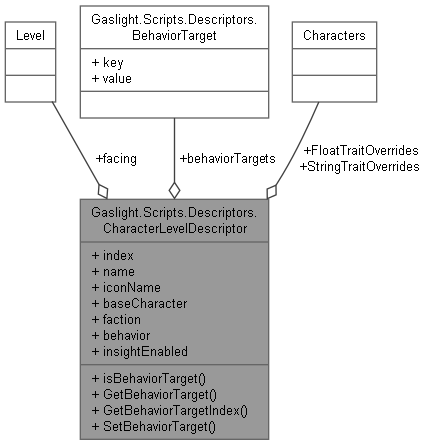 Level
Gaslight.Scripts.Descriptors.
BehaviorTarget
+ key
+ value
Characters
+facing
+behaviorTargets
+FloatTraitOverrides
+StringTraitOverrides
Gaslight.Scripts.Descriptors.
CharacterLevelDescriptor
+ index
+ name
+ iconName
+ baseCharacter
+ faction
+ behavior
+ insightEnabled
+ isBehaviorTarget()
+ GetBehaviorTarget()
+ GetBehaviorTargetIndex()
+ SetBehaviorTarget()